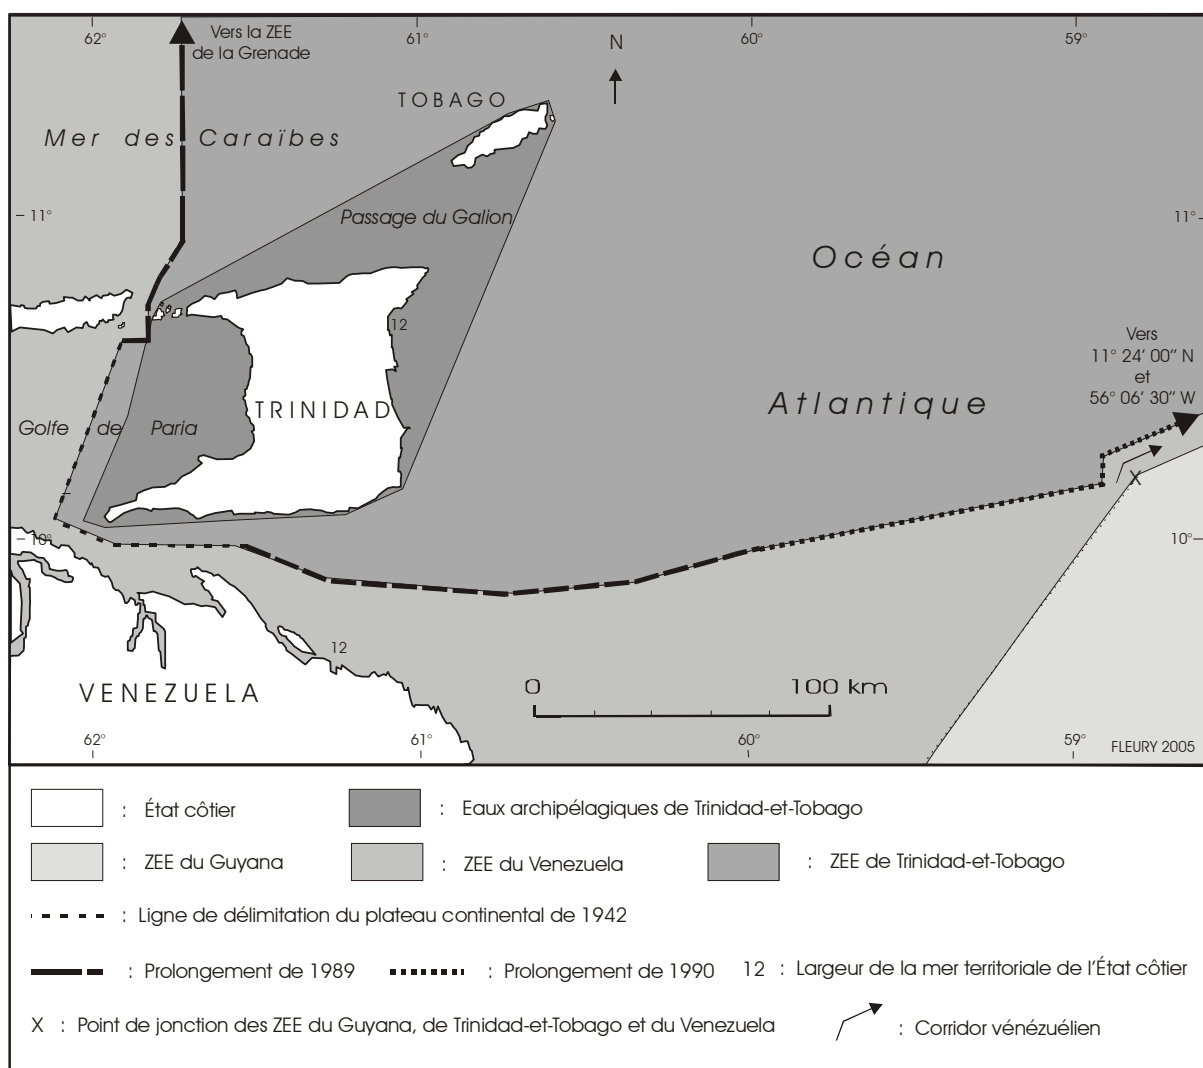 62°
Vers la ZEE
de la Grenade
61°
N
60°
59°
TOBAGO
Mer des Caraïbes
11°
Passage du Galion
11°
Océan
12
Vers
11° 24' 00" N
et
56° 06' 30" W
TRINIDAD
Atlantique
Golfe de Paria
X
10°
10°
12
VENEZUELA
0 100 km
62°
61°
60°
59°
FLEURY 2005
: État côtier
: Eaux archipélagiques de Trinidad-et-Tobago
: ZEE du Guyana
: ZEE du Venezuela
: ZEE de Trinidad-et-Tobago
: Ligne de délimitation du plateau continental de 1942
: Prolongement de 1989
: Prolongement de 1990
12 : Largeur de la mer territoriale de l'État côtier
X : Point de jonction des ZEE du Guyana, de Trinidad-et-Tobago et du Venezuela
: Corridor vénézuélien